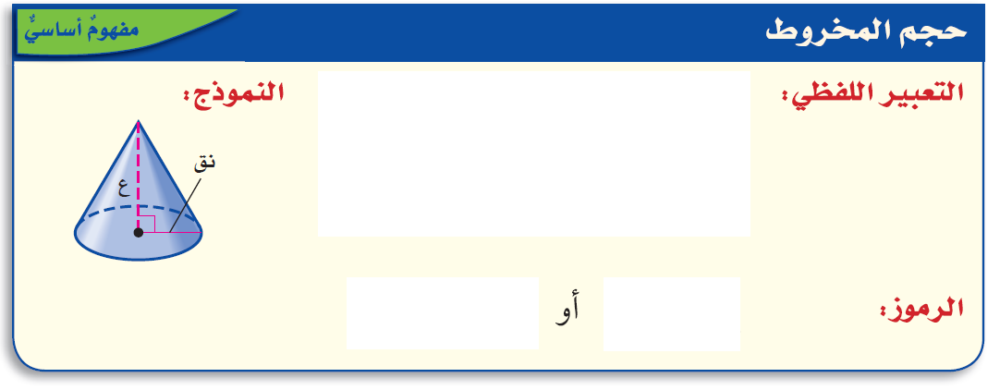 حجم المخروط
مفهومٌ أساسيٌّ
التعبير اللفظي:
النموذج:
نق
ع
الرموز:
أو